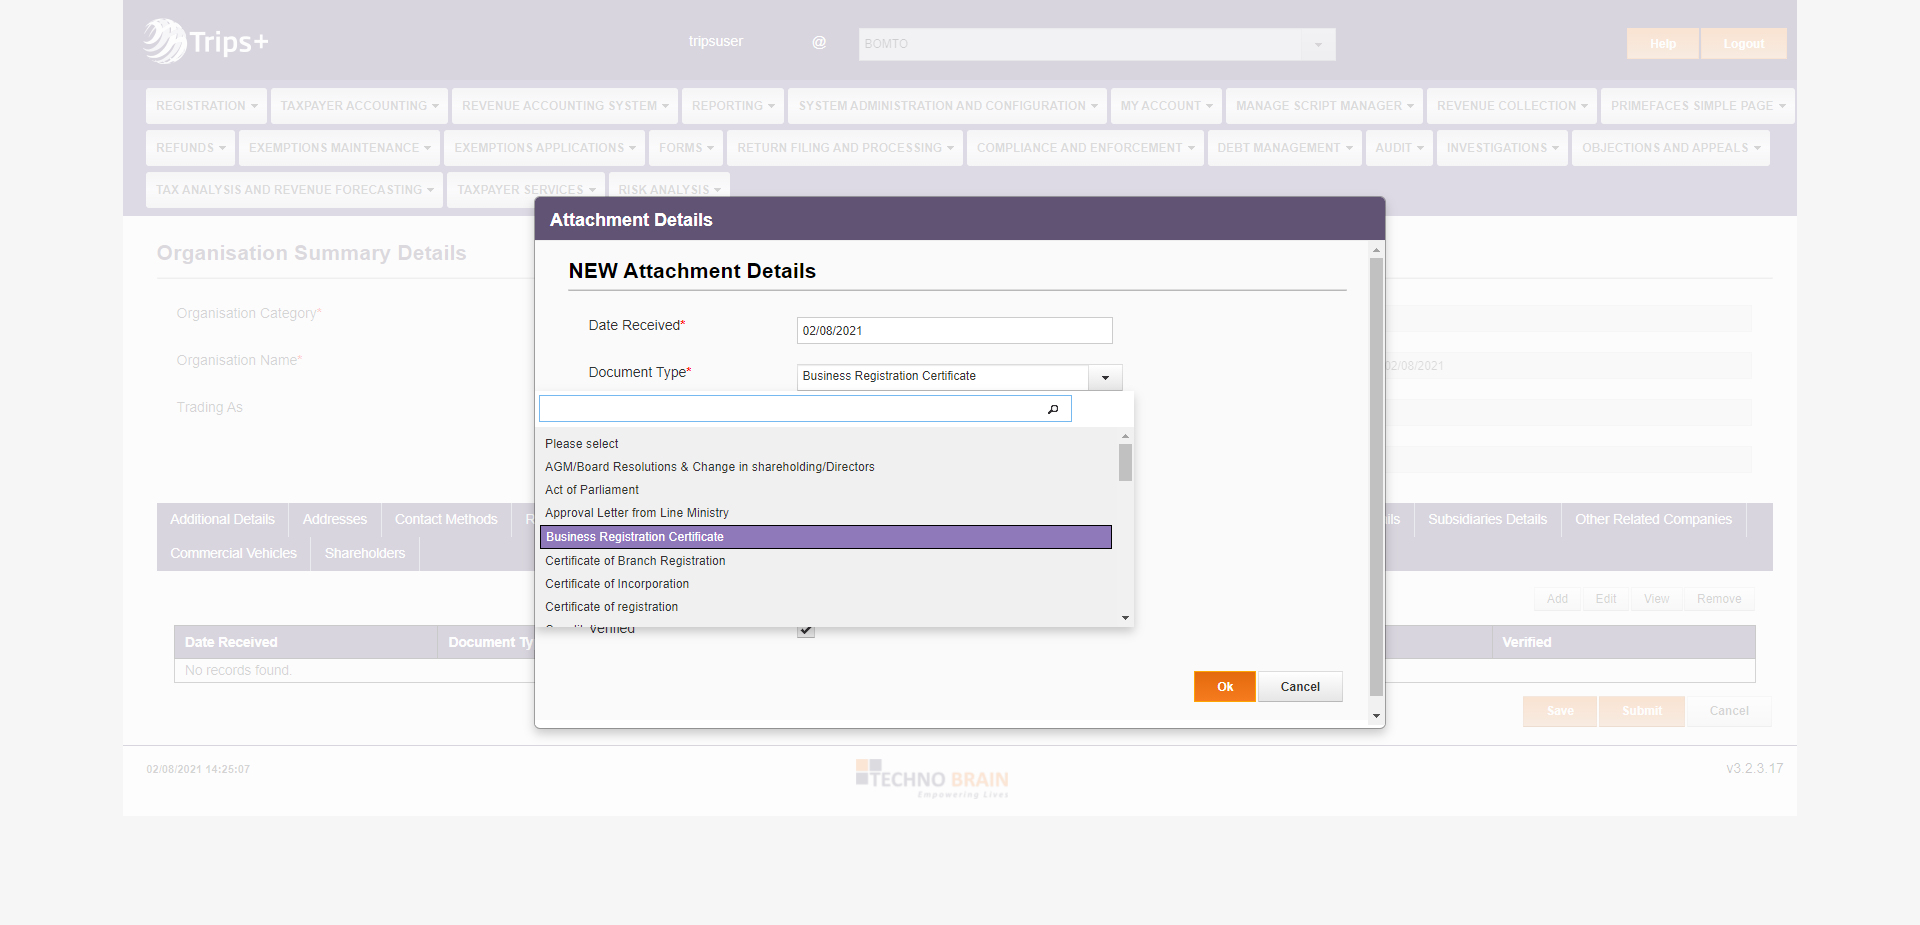 Trips+
tripsuser @ BOMTO Help Logout
REGISTRATION TAXPAYER ACCOUNTING REVENUE ACCOUNTING SYSTEM REPORTING SYSTEM ADMINISTRATION AND CONFIGURATION MY ACCOUNT MANAGE SCRIPT MANAGER REVENUE COLLECTION PRIMEFACES SIMPLE PAGE
REFUNDS EXEMPTIONS MAINTENANCE EXEMPTIONS APPLICATIONS FORMS RETURN FILING AND PROCESSING COMPLIANCE AND ENFORCEMENT DEBT MANAGEMENT AUDIT INVESTIGATIONS OBJECTIONS AND APPEALS
TAX ANALYSIS AND REVENUE FORECASTING TAXPAYER SERVICES RISK ANALYSIS
Organisation Summary Details
Organisation Category*
Organisation Name*
02/08/2021
Trading As
Attachment Details
NEW Attachment Details
Date Received* 02/08/2021
Document Type* Business Registration Certificate
Please select
AGM/Board Resolutions & Change in shareholding/Directors
Act of Parliament
Approval Letter from Line Ministry
Business Registration Certificate
Certificate of Branch Registration
Certificate of Incorporation
Certificate of registration
Verified
Ok Cancel
Additional Details Addresses Contact Methods Subsidiaries Details Other Related Companies
Commercial Vehicles Shareholders
Add Edit View Remove
Date Received Document Ty Verified
No records found.
Save Submit Cancel
02/08/2021 14:25:07 TECHNO BRAIN v3.2.3.17
Empowering Lives